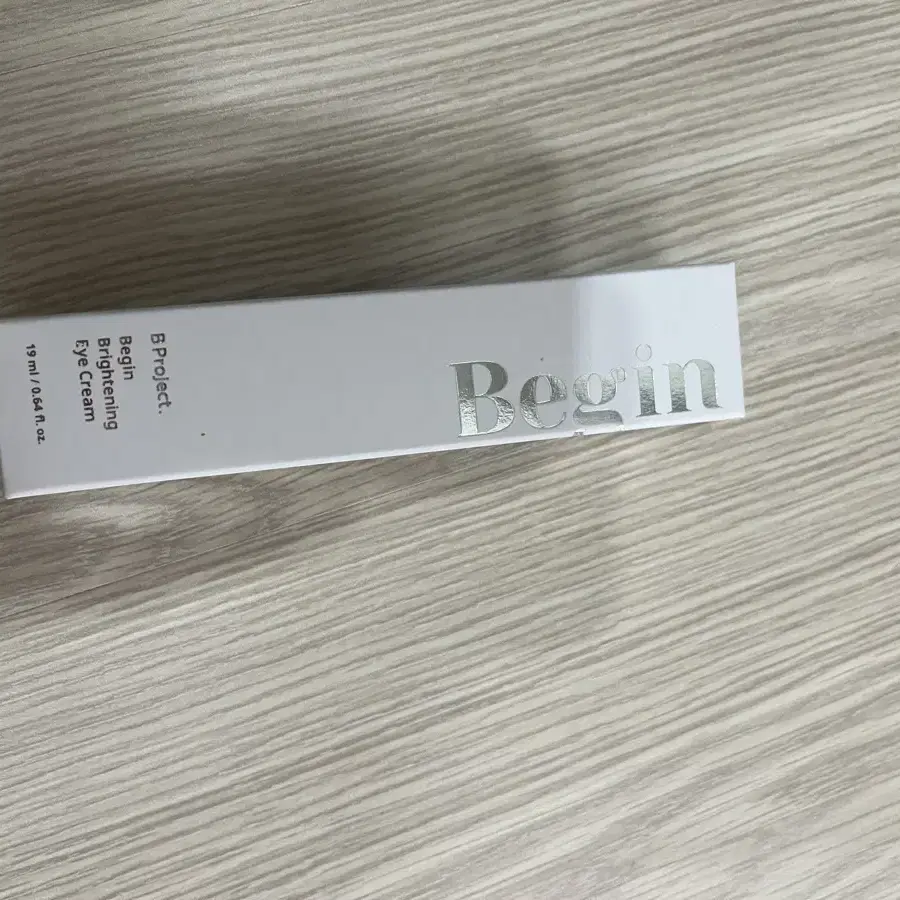 Begin
B Project.
Begin
Brightening
Eye Cream
19 ml / 0.64 fl. oz.